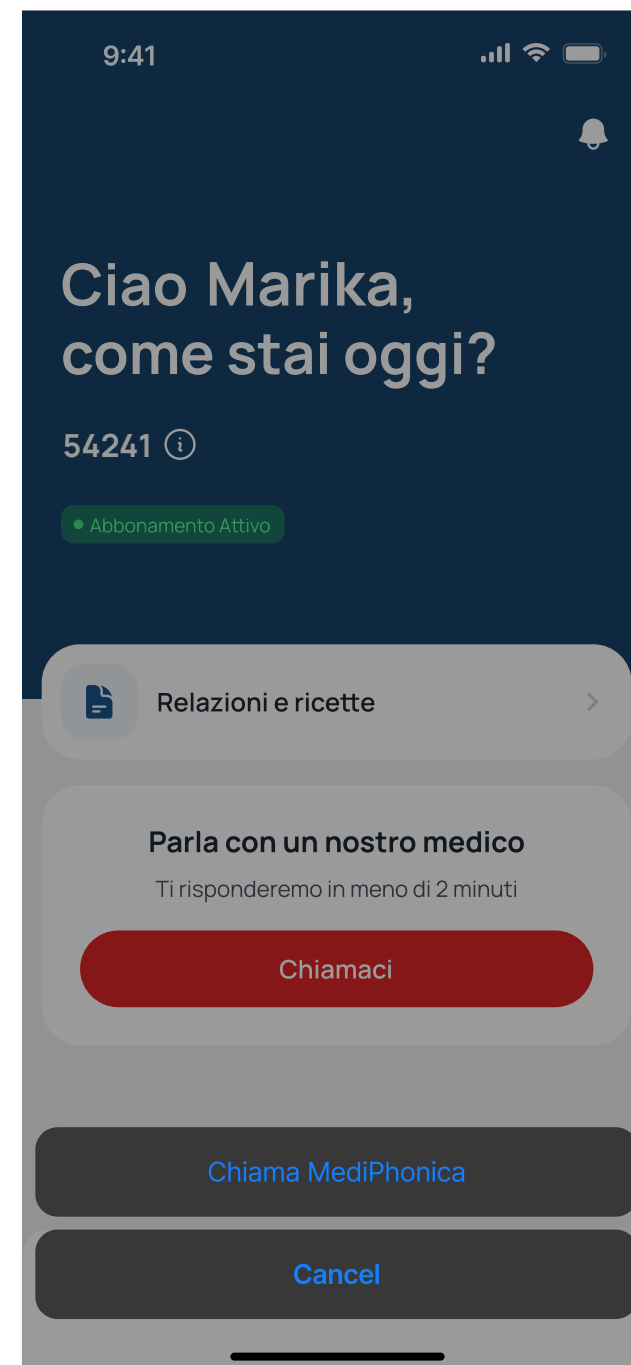 9:41
Ciao Marika,
come stai oggi?
54241
Abbonamento Attivo
Relazioni e ricette
Parla con un nostro medico
Ti risponderemo in meno di 2 minuti
Chiamaci
Chiama MediPhonica
Cancel